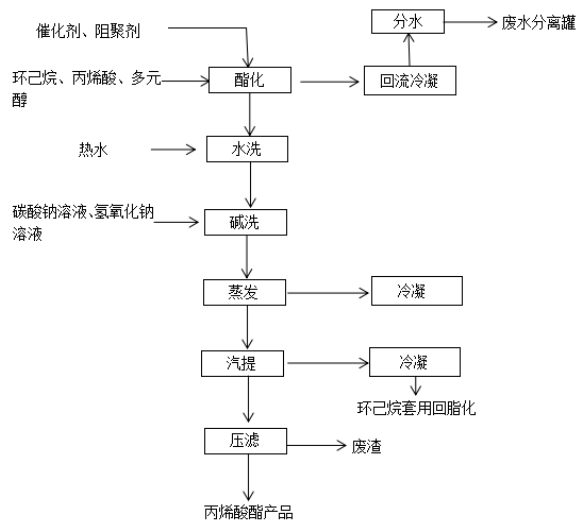 分水
废水分离罐
催化剂、阻聚剂
环己烷、丙烯酸、多元
醇
酯化
回流冷凝
热水
水洗
碳酸钠溶液、氢氧化钠
溶液
碱洗
蒸发
冷凝
汽提
冷凝
环己烷套用回脂化
压滤
废渣
丙烯酸酯产品